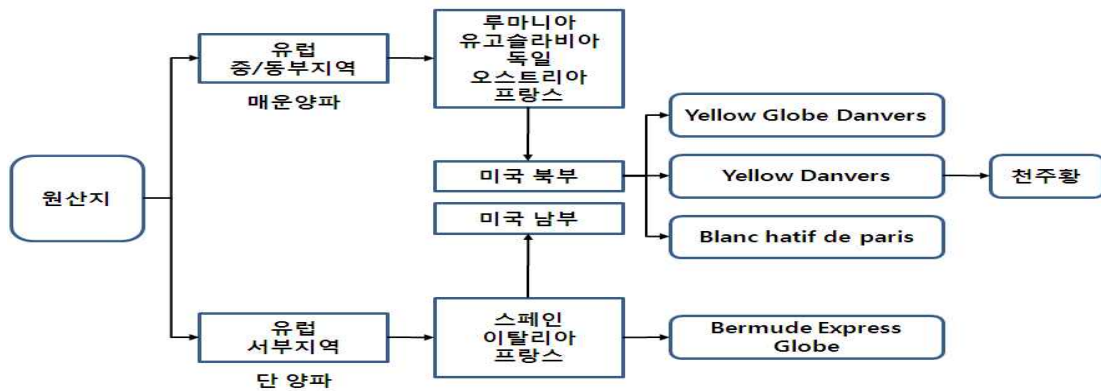 원산지
유럽
중/동부지역
매운양파
루마니아
유고슬라비아
독일
오스트리아
프랑스
미국 북부
Yellow Globe Danvers
Yellow Danvers
천주황
Blanc hatif de paris
미국 남부
유럽
서부지역
단 양파
스페인
이탈리아
프랑스
Bermude Express
Globe